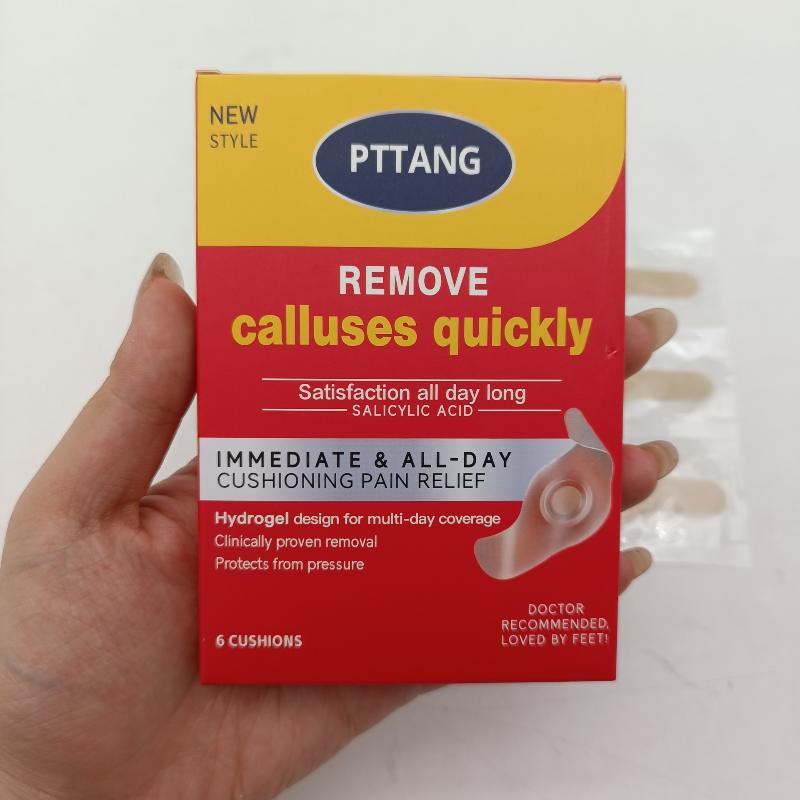 NEW
STYLE
PTTANG
REMOVE
calluses quickly
Satisfaction all day long
SALICYLIC ACID
IMMEDIATE & ALL-DAY
CUSHIONING PAIN RELIEF
Hydrogel design for multi-day coverage
Clinically proven removal
Protects from pressure
6 CUSHIONS
DOCTOR
RECOMMENDED,
LOVED BY FEET!